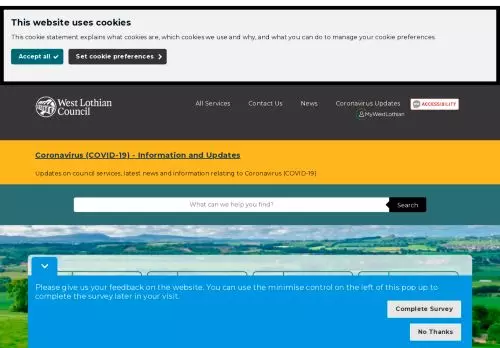 This website uses cookies
This cookie statement explains what cookies are, which cookies we use and why, and what you can do to manage your cookie preferences.
Accept all
Set cookie preferences
West Lothian
Council
All Services
Contact Us
News
Coronavirus Updates
ACCESSIBILITY
MyWestLothian
Coronavirus (COVID-19) - Information and Updates
Updates on council services, latest news and information relating to Coronavirus (COVID-19)
What can we help you find?
Search
Please give us your feedback on the website. You can use the minimise control on the left of this pop up to
complete the survey later in your visit.
Complete Survey
No Thanks